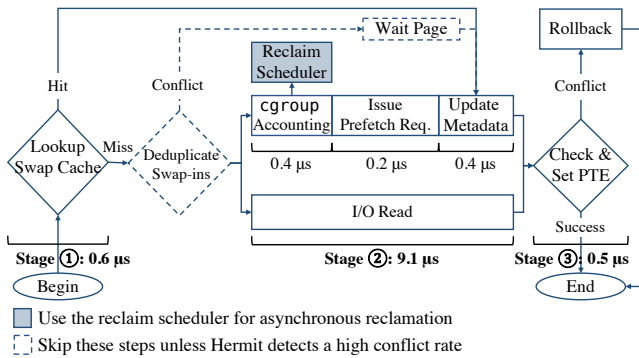 Wait Page
Rollback
Reclaim
Scheduler
Hit
Conflict
Conflict
cgroup
Accounting
Issue
Prefetch Req.
Update
Metadata
Lookup
Swap Cache
Miss
Deduplicate
Swap-ins
0.4 μs
0.2 μs
0.4 μs
Check &
Set PTE
I/O Read
Success
Stage ①: 0.6 μs
Stage ②: 9.1 μs
Stage ③: 0.5 μs
Begin
End
Use the reclaim scheduler for asynchronous reclamation
Skip these steps unless Hermit detects a high conflict rate